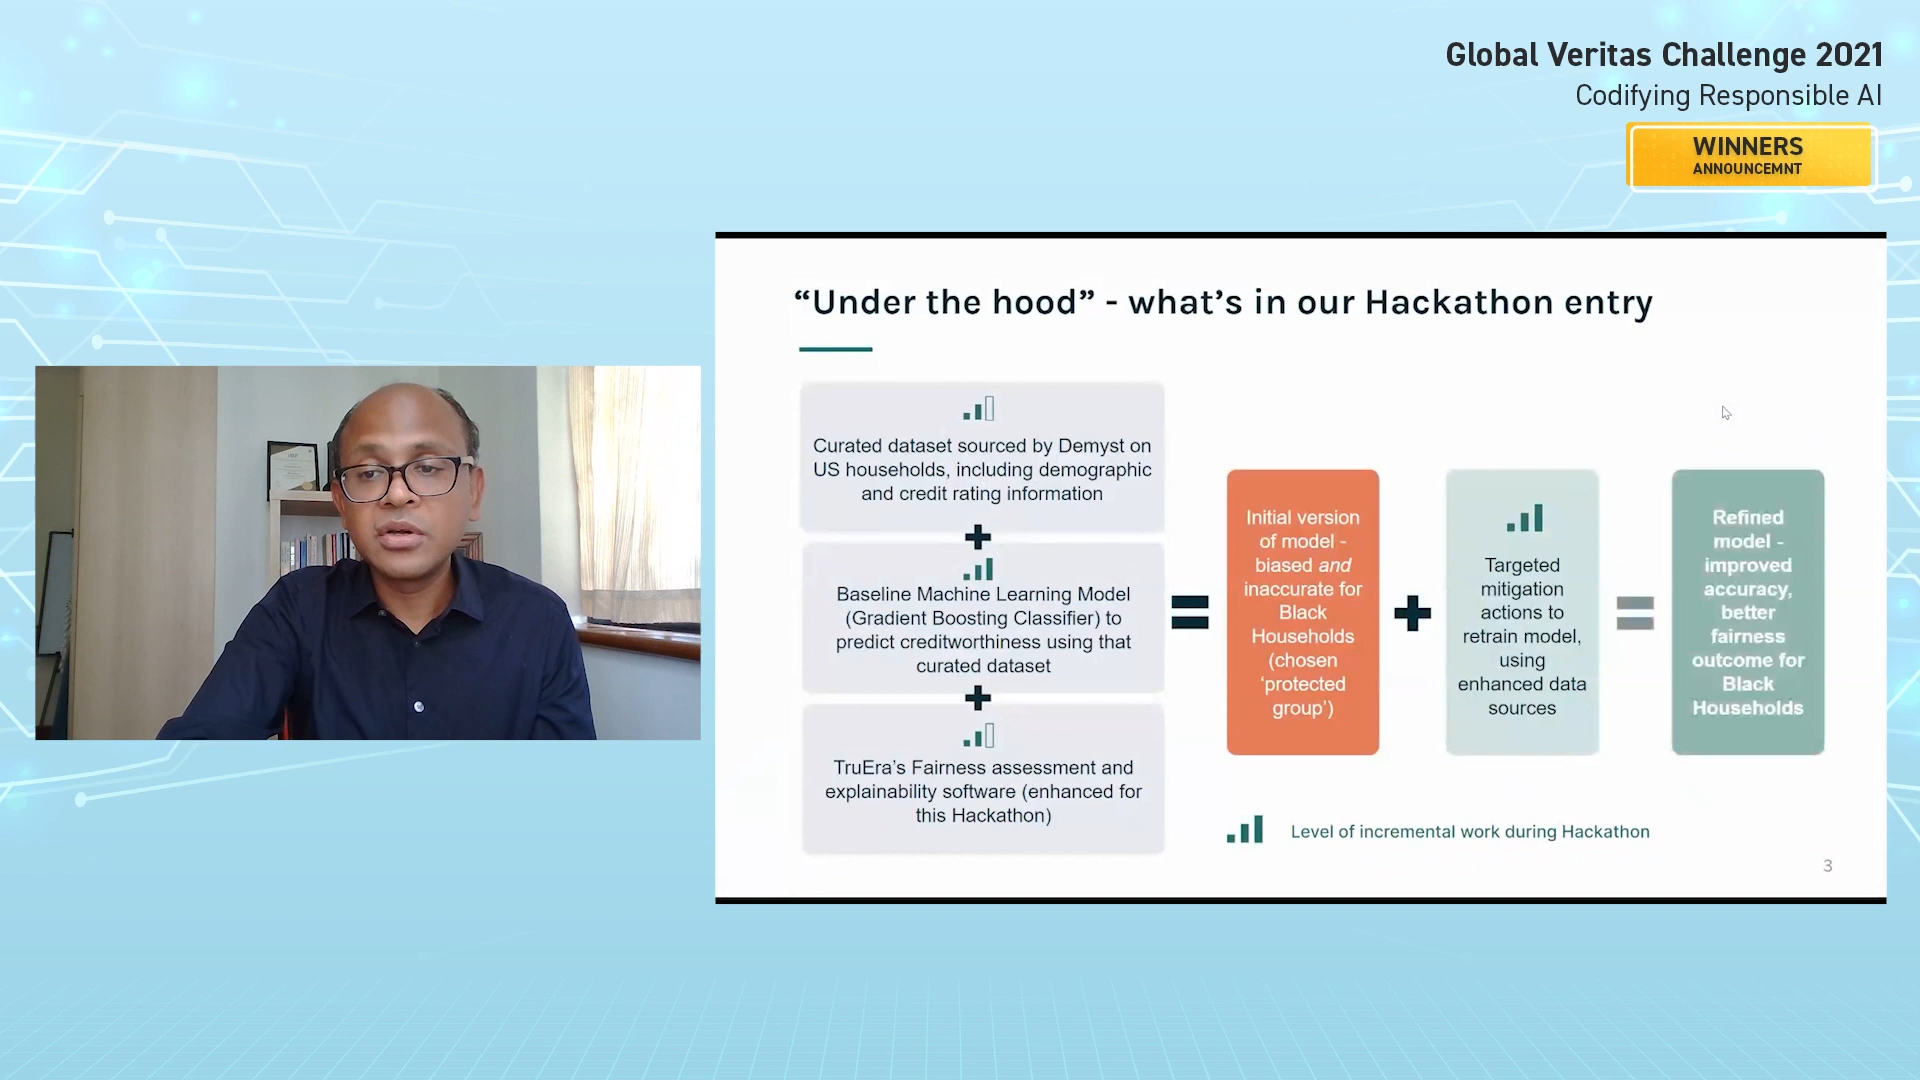 Global Veritas Challenge 2021
Codifying Responsible AI
WINNERS
ANNOUNCEMNT
“Under the hood” - what’s in our Hackathon entry
Curated dataset sourced by Demyst on
US households, including demographic
and credit rating information
Baseline Machine Learning Model
(Gradient Boosting Classifier) to
predict creditworthiness using that
curated dataset
TruEra’s Fairness assessment and
explainability software (enhanced for
this Hackathon)
Initial version
of model -
biased and
inaccurate for
Black
Households
(chosen
‘protected
group’)
Targeted
mitigation
actions to
retrain model,
using
enhanced data
sources
Refined
model -
improved
accuracy,
better
fairness
outcome for
Black
Households
Level of incremental work during Hackathon
3